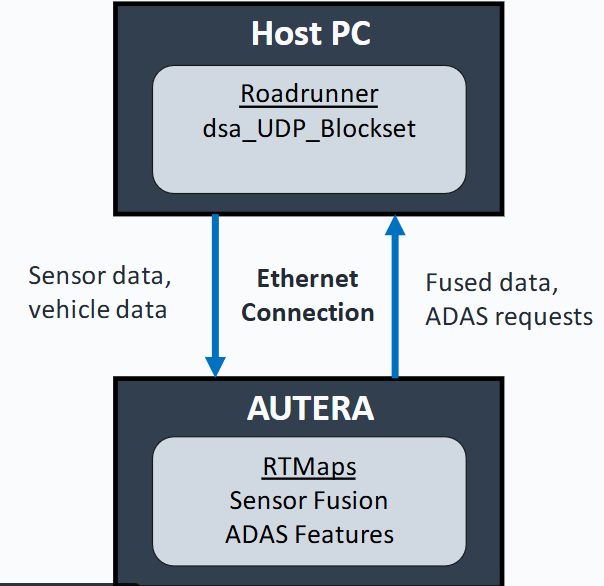 Host PC
Roadrunner
dsa_UDP_Blockset
Sensor data,
vehicle data
Ethernet
Connection
Fused data,
ADAS requests
AUTERA
RTMaps
Sensor Fusion
ADAS Features